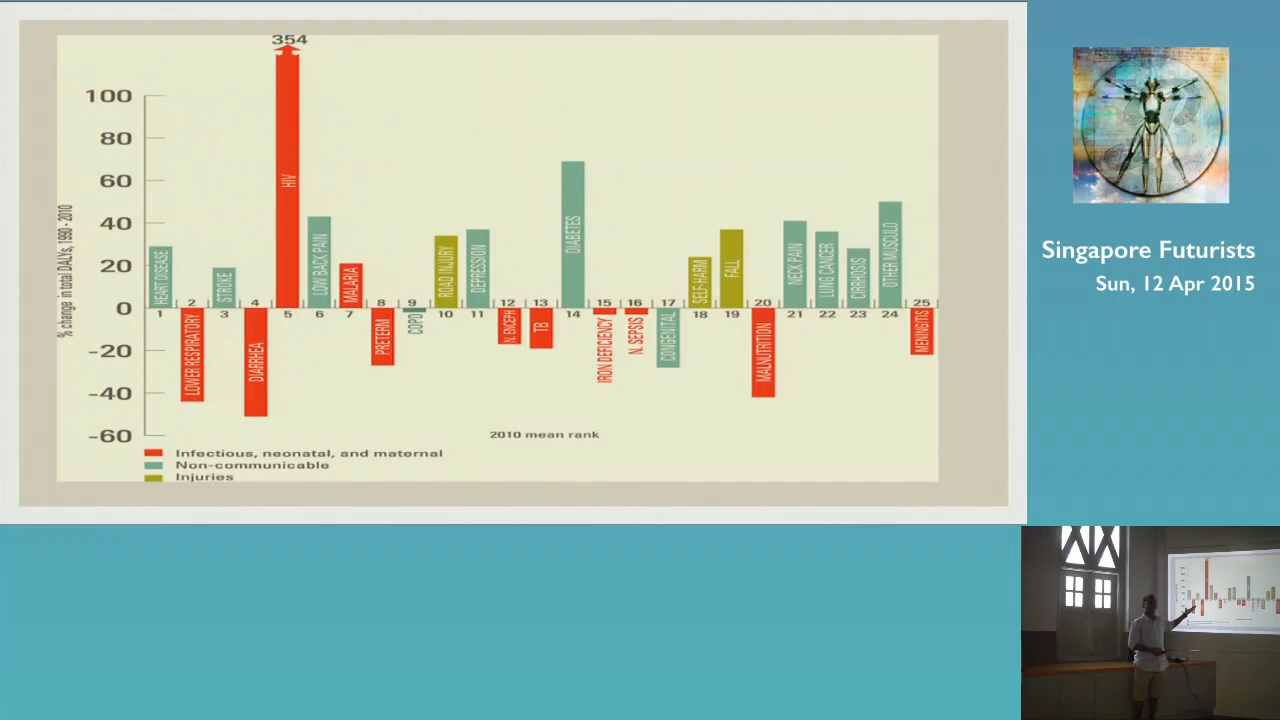 354
100
80
60
40
20
0
-20
-40
-60
% change in total DALYs, 1990 - 2010
HEART DISEASE
LOWER RESPIRATORY
STROKE
DIARRHEA
HIV
LOW BACK PAIN
MALARIA
PRETERM
COPD
ROAD INJURY
DEPRESSION
N. ENCEPH
TB
DIABETES
IRON DEFICIENCY
N. SEPSIS
CONGENITAL
SELF-HARM
FALL
MALNUTRITION
NECK PAIN
LUNG CANCER
CIRRHOSIS
OTHER MUSCULO
MENINGITIS
1 2 3 4 5 6 7 8 9 10 11 12 13 14 15 16 17 18 19 20 21 22 23 24 25
2010 mean rank
Infectious, neonatal, and maternal
Non-communicable
Injuries
Singapore Futurists
Sun, 12 Apr 2015